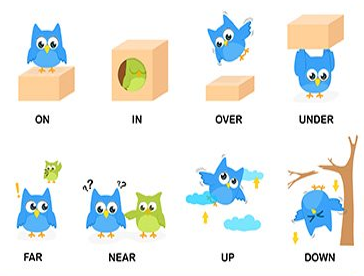 ON IN OVER UNDER
! ? ? ? ?
FAR NEAR UP DOWN